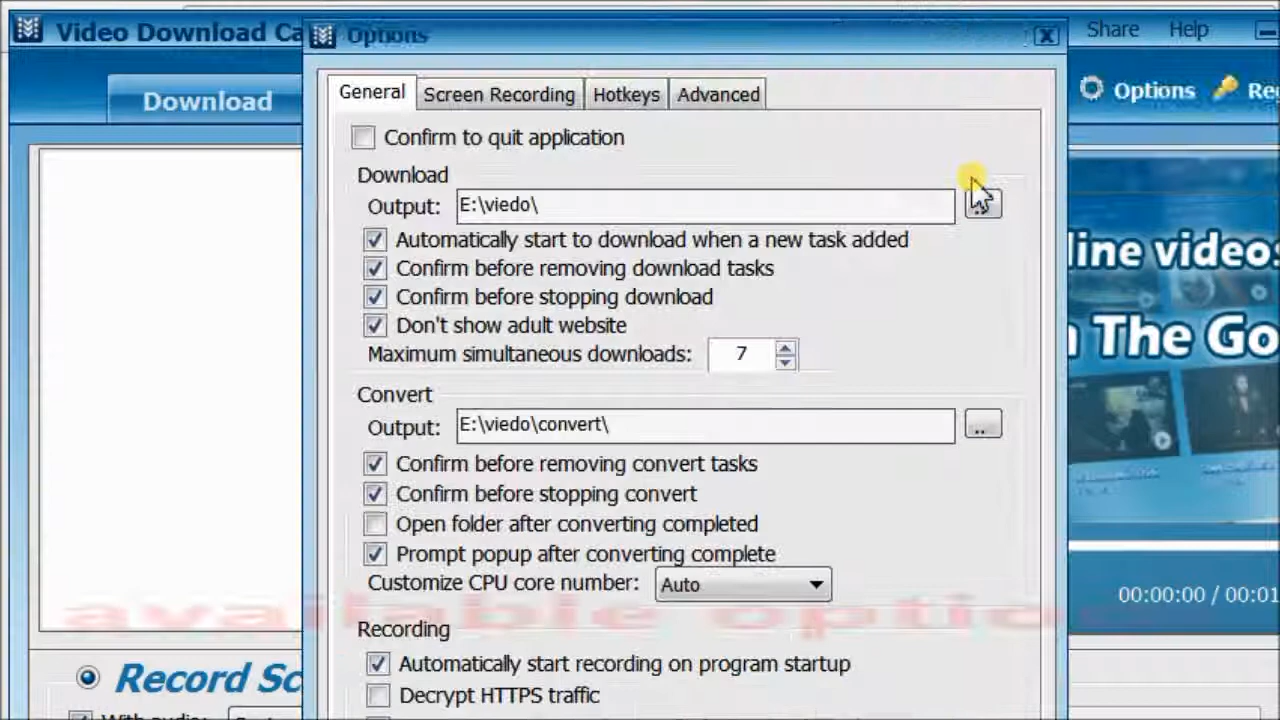 Video Download Ca
Options
Share Help
Download
Options
General Screen Recording Hotkeys Advanced
Confirm to quit application
Download
Output: E:\viedo\ ..
Automatically start to download when a new task added
Confirm before removing download tasks
Confirm before stopping download
Don't show adult website
Maximum simultaneous downloads: 7
Convert
Output: E:\viedo\convert\ ..
Confirm before removing convert tasks
Confirm before stopping convert
Open folder after converting completed
Prompt popup after converting complete
Customize CPU core number: Auto
available optio
Recording
Automatically start recording on program startup
Decrypt HTTPS traffic
Record Sc
With audio:
line videos
n The Go
00:00:00 / 00:01